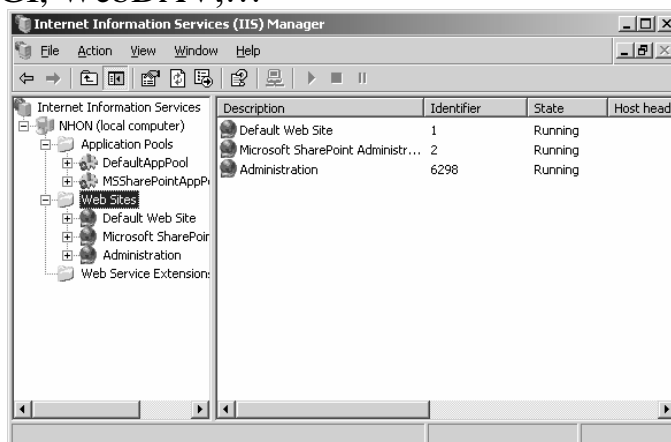 WebDAV,…
Internet Information Services (IIS) Manager
File Action View Window Help
Internet Information Services
NHON (local computer)
Application Pools
DefaultAppPool
MSSharePointAppP
Web Sites
Default Web Site
Microsoft SharePoir
Administration
Web Service Extension
Description Identifier State Host head
Default Web Site 1 Running
Microsoft SharePoint Administr... 2 Running
Administration 6298 Running